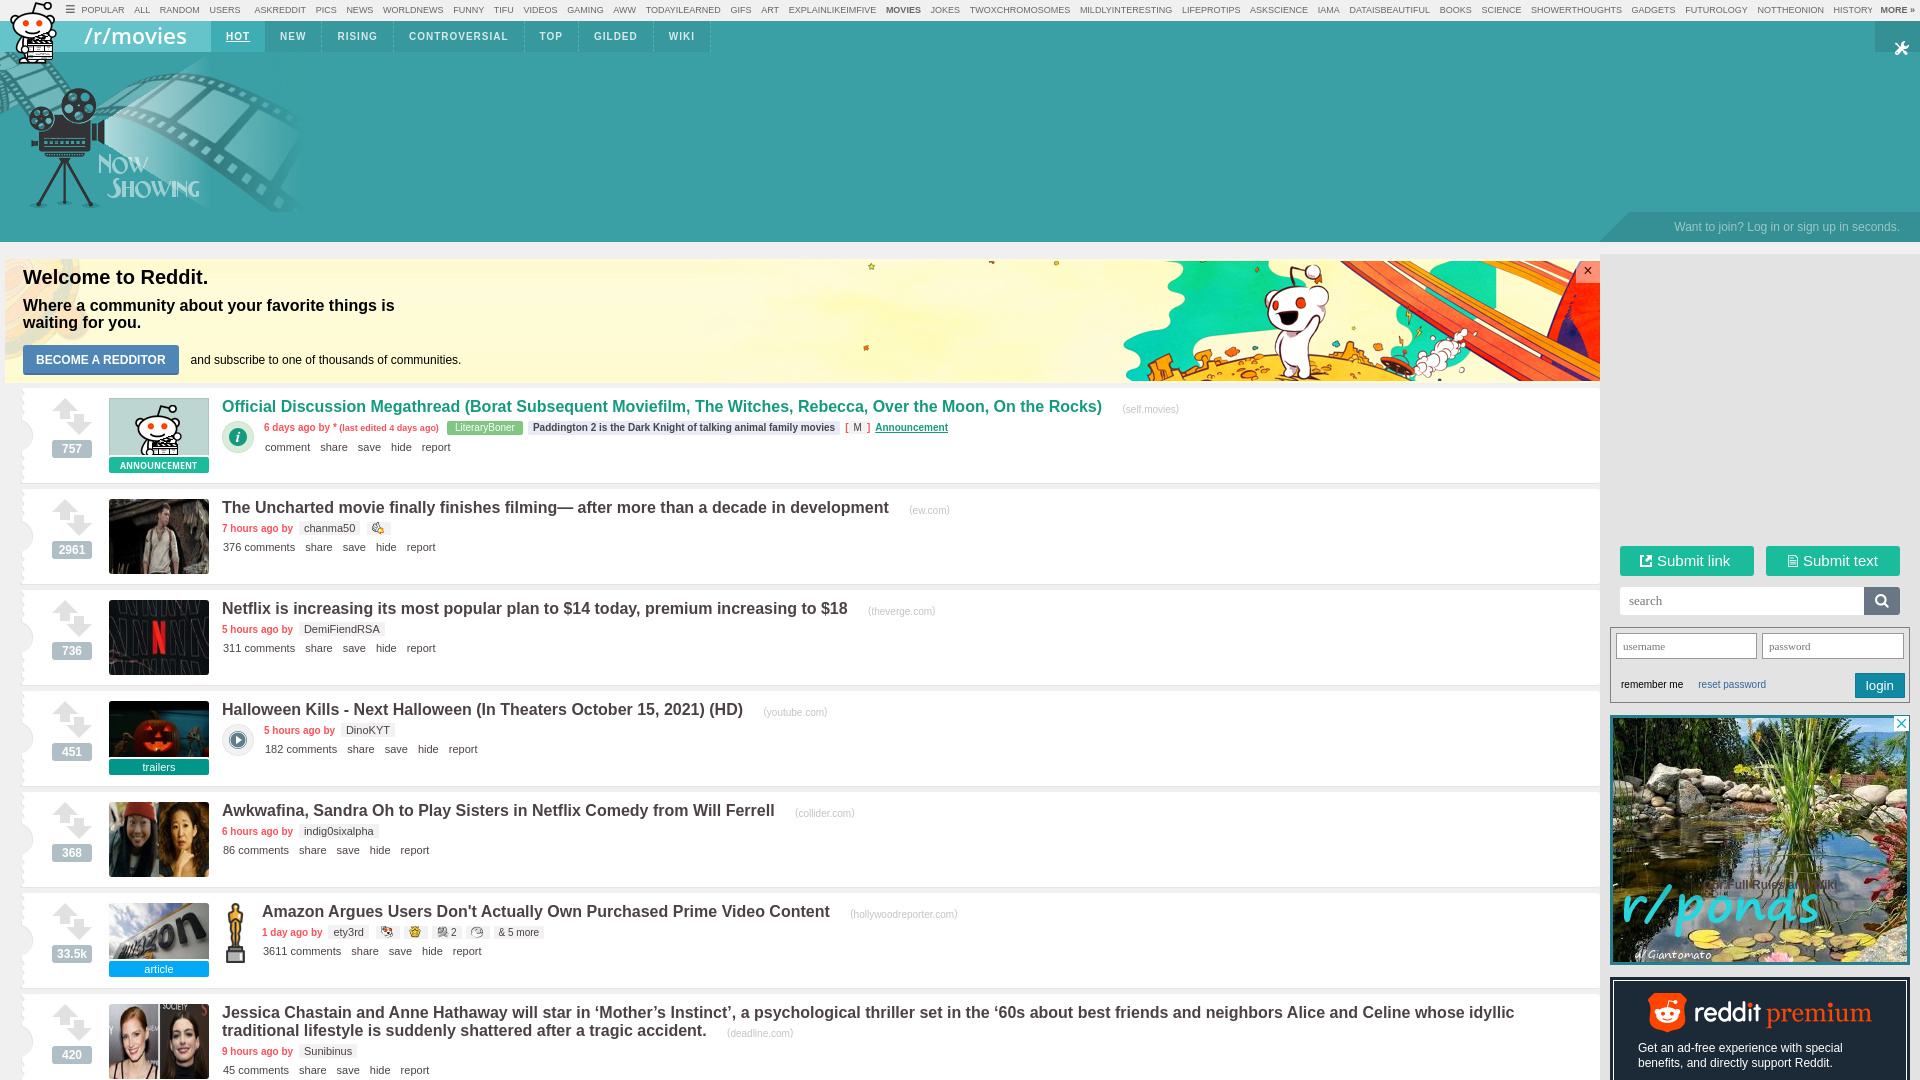 POPULAR ALL RANDOM USERS ASKREDDIT PICS NEWS WORLDNEWS FUNNY TIFU VIDEOS GAMING AWW TODAYILEARNED GIFS ART EXPLAINLIKEIMFIVE MOVIES JOKES TWOXCHROMOSOMES MILDLYINTERESTING LIFEPROTIPS ASKSCIENCE IAMA DATAISBEAUTIFUL BOOKS SCIENCE SHOWERTHOUGHTS GADGETS FUTUROLOGY NOTTHEONION HISTORY MORE »
/r/movies HOT NEW RISING CONTROVERSIAL TOP GILDED WIKI
NOW
SHOWING
Want to join? Log in or sign up in seconds.
Welcome to Reddit.
Where a community about your favorite things is
waiting for you.
BECOME A REDDITOR and subscribe to one of thousands of communities.
×
757
ANNOUNCEMENT
Official Discussion Megathread (Borat Subsequent Moviefilm, The Witches, Rebecca, Over the Moon, On the Rocks) (self.movies)
6 days ago by * (last edited 4 days ago) LiteraryBoner Paddington 2 is the Dark Knight of talking animal family movies [ M ] Announcement
comment share save hide report
2961
The Uncharted movie finally finishes filming— after more than a decade in development (ew.com)
7 hours ago by chanma50
376 comments share save hide report
736
N
Netflix is increasing its most popular plan to $14 today, premium increasing to $18 (theverge.com)
5 hours ago by DemiFiendRSA
311 comments share save hide report
451
trailers
Halloween Kills - Next Halloween (In Theaters October 15, 2021) (HD) (youtube.com)
5 hours ago by DinoKYT
182 comments share save hide report
368
Awkwafina, Sandra Oh to Play Sisters in Netflix Comedy from Will Ferrell (collider.com)
6 hours ago by indig0sixalpha
86 comments share save hide report
33.5k
amazon
article
Amazon Argues Users Don't Actually Own Purchased Prime Video Content (hollywoodreporter.com)
1 day ago by ety3rd 2 & 5 more
3611 comments share save hide report
420
Jessica Chastain and Anne Hathaway will star in ‘Mother’s Instinct’, a psychological thriller set in the ‘60s about best friends and neighbors Alice and Celine whose idyllic
traditional lifestyle is suddenly shattered after a tragic accident. (deadline.com)
9 hours ago by Sunibinus
45 comments share save hide report
Submit link Submit text
search
username password
remember me reset password login
r/ponds
u/Giantomato
reddit premium
Get an ad-free experience with special
benefits, and directly support Reddit.